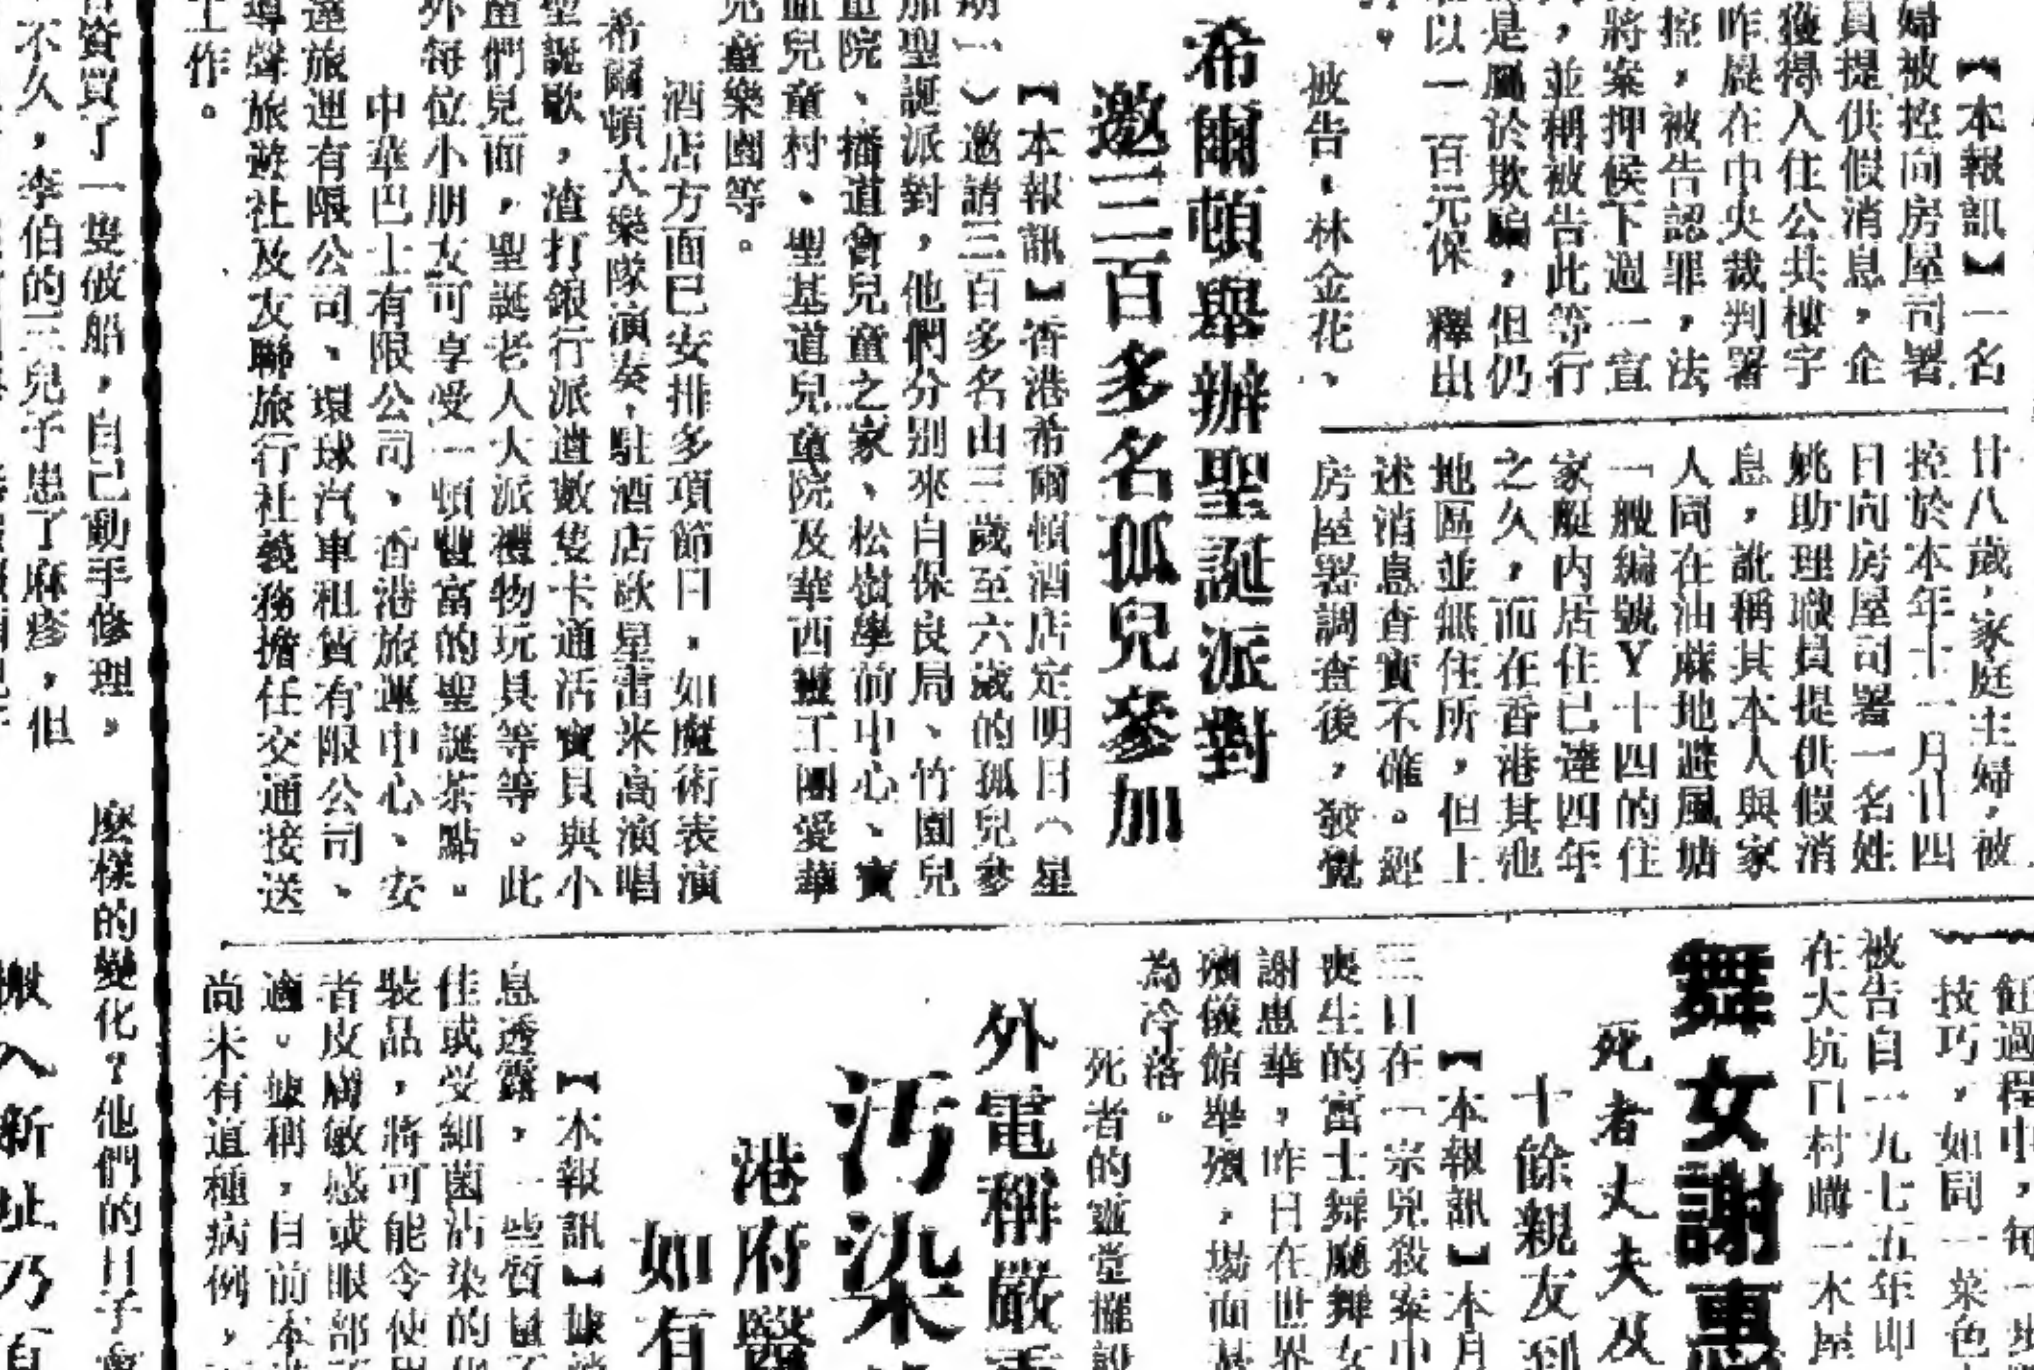 【本報訊】一名
婦被控向房屋司署
員提供假消息，企
獲得入住公共樓宇
昨晨在中央裁判署
控，被告認罪，法
將案押候下週一宣
，並稱被告此等行
是屬於欺騙，但仍
以一百元保釋出
。
被告，林金花、
廿八歲，家庭主婦，被
控於本年十一月廿四
日向房屋司署一名姓
姚助理職員提供假消
息，訛稱其本人與家
人同在油蔴地避風塘
一艘編號Y十四的住
家艇內居住已達四年
之久，而在香港其他
地區並無住所，但上
述消息查實不確。經
房屋署調查後，發覺
希爾頓舉辦聖誕派對
邀三百多名孤兒參加
【本報訊】香港希爾頓酒店定明日（星
期一）邀請三百多名由三歲至六歲的孤兒參
加聖誕派對，他們分別來自保良局、竹園兒
童院、播道會兒童之家、松嶺學前中心、寶
血兒童村、聖基道兒童院及華西難工團愛華
兒童樂園等。
酒店方面已安排多項節目，如魔術表演
希爾頓大樂隊演奏，駐酒店歌星雷米高演唱
聖誕歌，渣打銀行派遣數隻卡通活寶貝與小
童們見面，聖誕老人大派禮物玩具等等。此
外每位小朋友可享受一頓豐富的聖誕茶點。
中華巴士有限公司、香港旅運中心、安
達旅運有限公司、環球汽車租賃有限公司、
導聲旅遊社及友聯旅行社義務擔任交通接送
工作。
資買了一隻破船，自己動手修理。
不久，李伯的三兒子患了麻疹，但
麼樣的變化？他們的日子
搬入新址乃有
飪過程中，每一步
技巧，如同一菜色
被告自一九七五年即
在大坑口村購一木屋
舞女謝惠
死者丈夫及
十餘親友到
【本報訊】本月
三日在一宗兇殺案中
喪生的富士舞廳舞女
謝惠華，昨日在世界
殯儀館舉殯，場面甚
為冷落。
死者的靈堂擺設
外電稱嚴重
污染
港府醫
如有
【本報訊】據
息透露，一些質量不
佳或受細菌沾染的化
裝品，將可能令使用
者皮膚敏感或眼部
適。據稱，目前本港
尚未有這種病例，